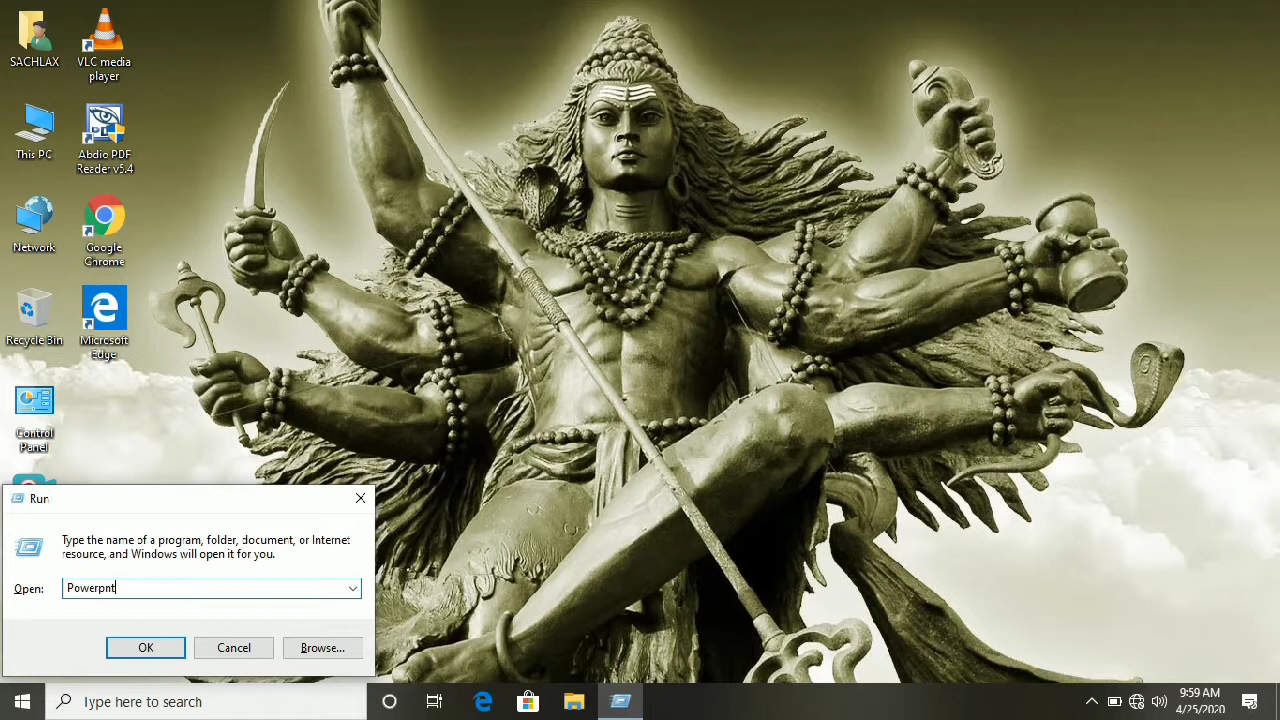 SACHLAX
VLC media
player
This PC
Abdio PDF
Reader v5.4
Network
Google
Chrome
Recycle Bin
Microsoft
Edge
Control
Panel
Run
Type the name of a program, folder, document, or Internet
resource, and Windows will open it for you.
Open:
Powerpnt
OK
Cancel
Browse...
Type here to search
9:59 AM
4/25/2020